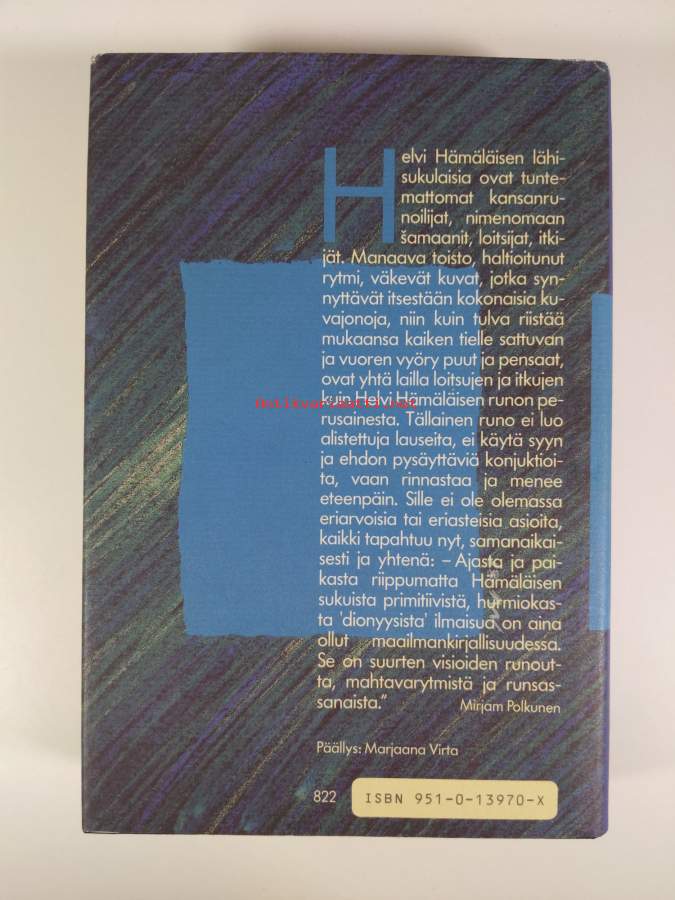 Helvi Hämäläisen lähi-
sukulaisia ovat tunte-
mattomat kansanru-
noilijat, nimenomaan
šamaanit, loitsijat, itki-
jät. Manaava toisto, haltioitunut
rytmi, väkevät kuvat, jotka syn-
nyttävät itsestään kokonaisia ku-
vajonoja, niin kuin tulva riistää
mukaansa kaiken tielle sattuvan
ja vuoren vyöry puut ja pensaat,
ovat yhtä lailla loitsujen ja itkujen
kuin Helvi Hämäläisen runon pe-
rusainesta. Tällainen runo ei luo
alistettuja lauseita, ei käytä syyn
ja ehdon pysäyttäviä konjuktioi-
ta, vaan rinnastaa ja menee
eteenpäin. Sille ei ole olemassa
eriarvoisia tai eriasteisia asioita,
kaikki tapahtuu nyt, samanaikai-
sesti ja yhtenä: – Ajasta ja pai-
kasta riippumatta Hämäläisen
sukuista primitiivistä, hurmiokas-
ta 'dionyysistä' ilmaisua on aina
ollut maailmankirjallisuudessa.
Se on suurten visioiden runout-
ta, mahtavarytmistä ja runsas-
sanaista.”
Mirjam Polkunen
Päällys: Marjaana Virta
822
ISBN 951-0-13970-X